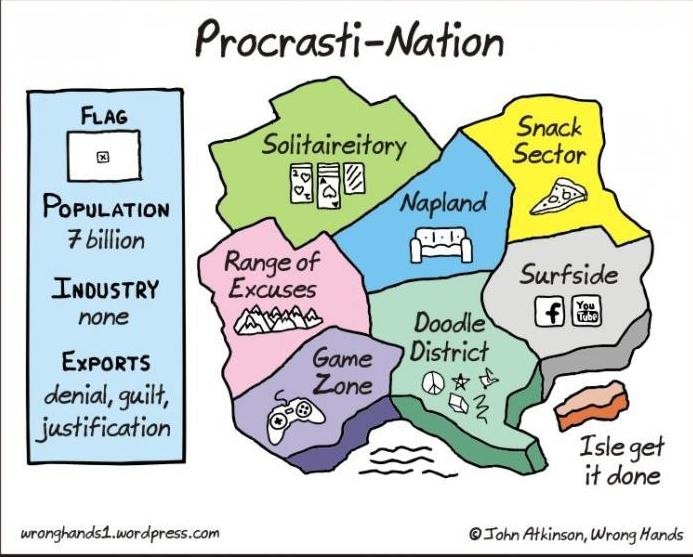 Procrasti-Nation
FLAG
POPULATION
7 billion
INDUSTRY
none
EXPORTS
denial, guilt,
justification
Solitaireitory
Snack
Sector
Napland
Range of
Excuses
Surfside
f
You
Tube
Doodle
District
Game
Zone
Isle get
it done
wronghands1.wordpress.com
© John Atkinson, Wrong Hands